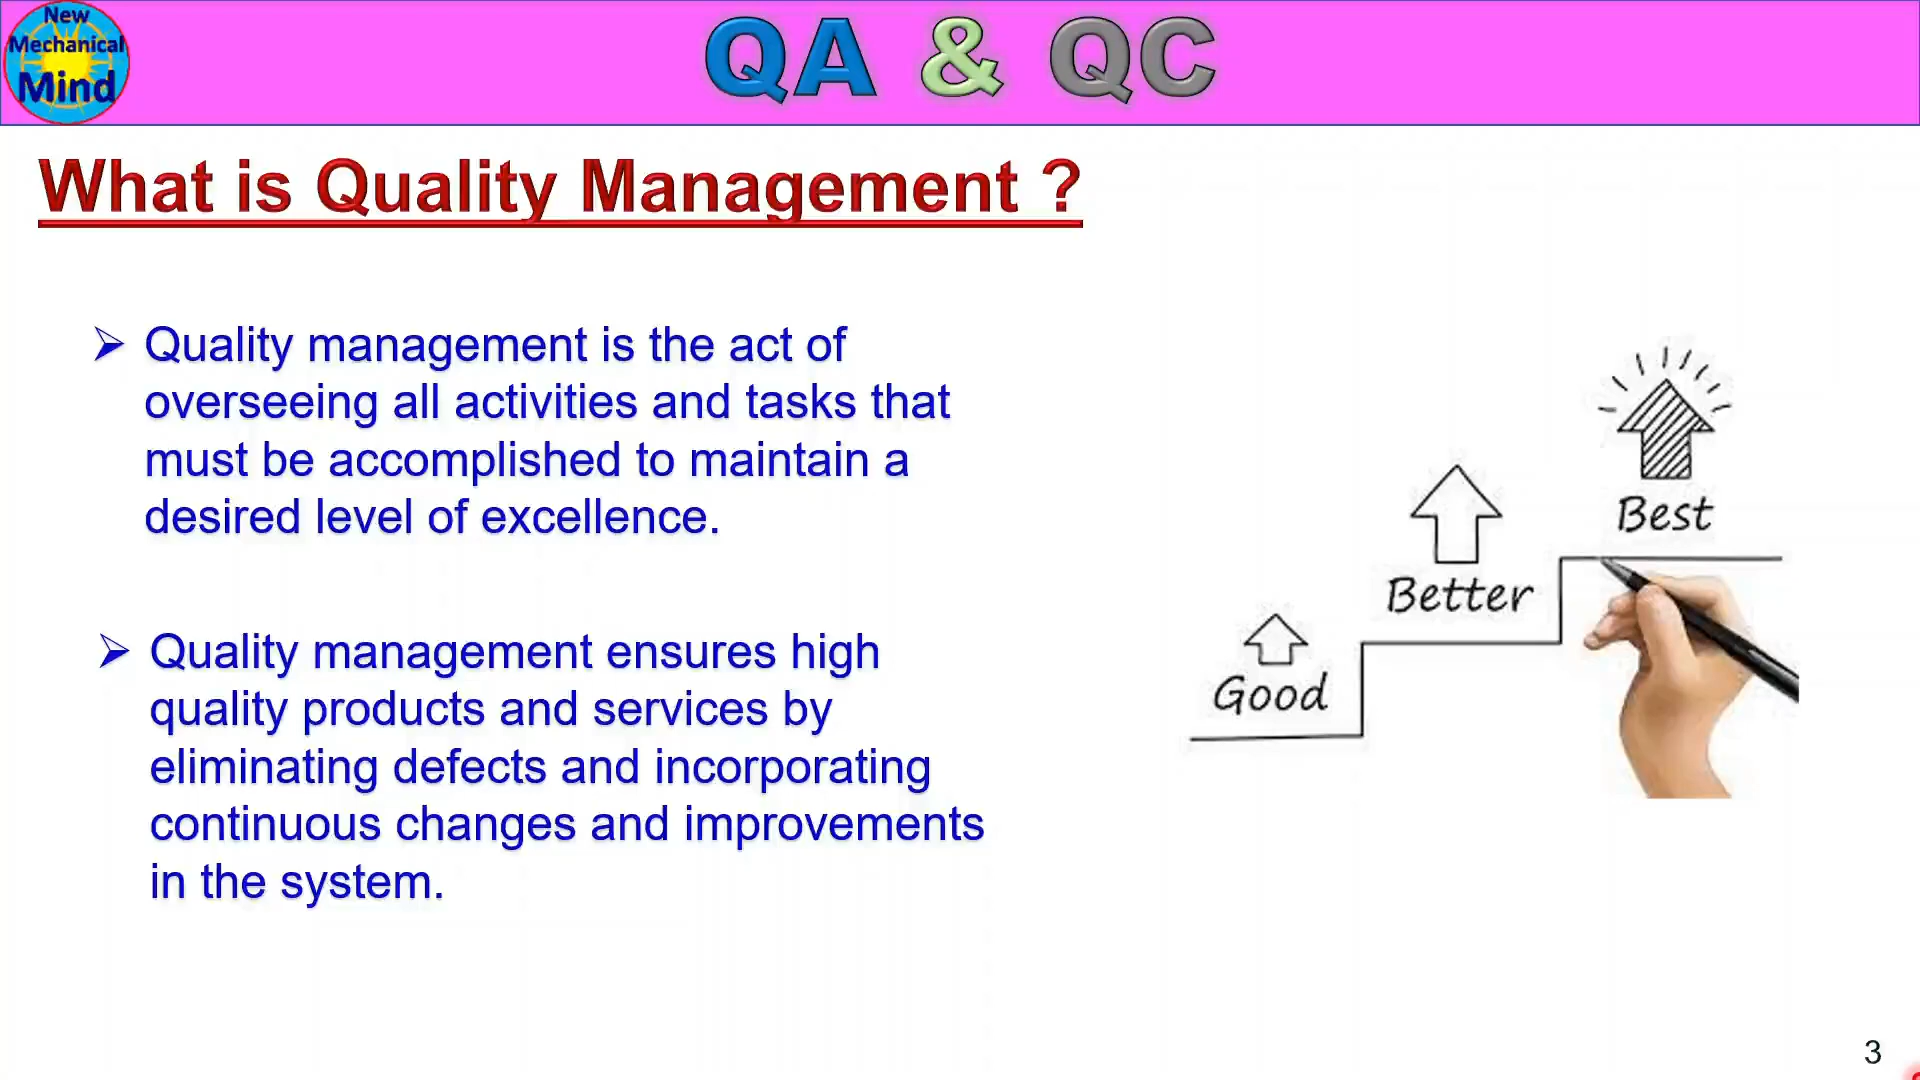 New
Mechanical
Mind
QA & QC
What is Quality Management ?
➢ Quality management is the act of
overseeing all activities and tasks that
must be accomplished to maintain a
desired level of excellence.
➢ Quality management ensures high
quality products and services by
eliminating defects and incorporating
continuous changes and improvements
in the system.
Best
Better
Good
3